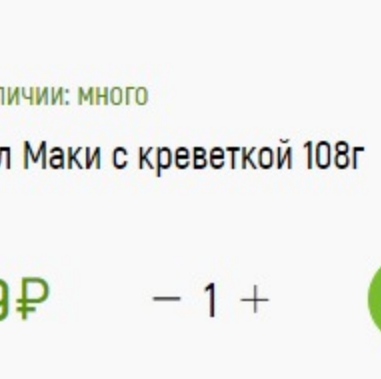 личии: много
л Маки с креветкой 108г
9₽
− 1 +